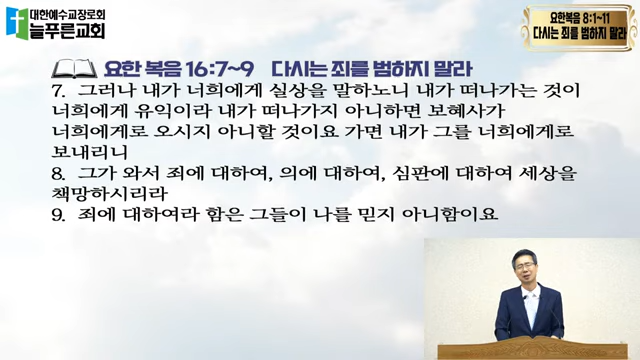 대한예수교장로회
늘푸른교회
요한복음 8:1~11
다시는 죄를 범하지 말라
요한 복음 16:7~9 다시는 죄를 범하지 말라
7. 그러나 내가 너희에게 실상을 말하노니 내가 떠나가는 것이
너희에게 유익이라 내가 떠나가지 아니하면 보혜사가
너희에게로 오시지 아니할 것이요 가면 내가 그를 너희에게로
보내리니
8. 그가 와서 죄에 대하여, 의에 대하여, 심판에 대하여 세상을
책망하시리라
9. 죄에 대하여라 함은 그들이 나를 믿지 아니함이요